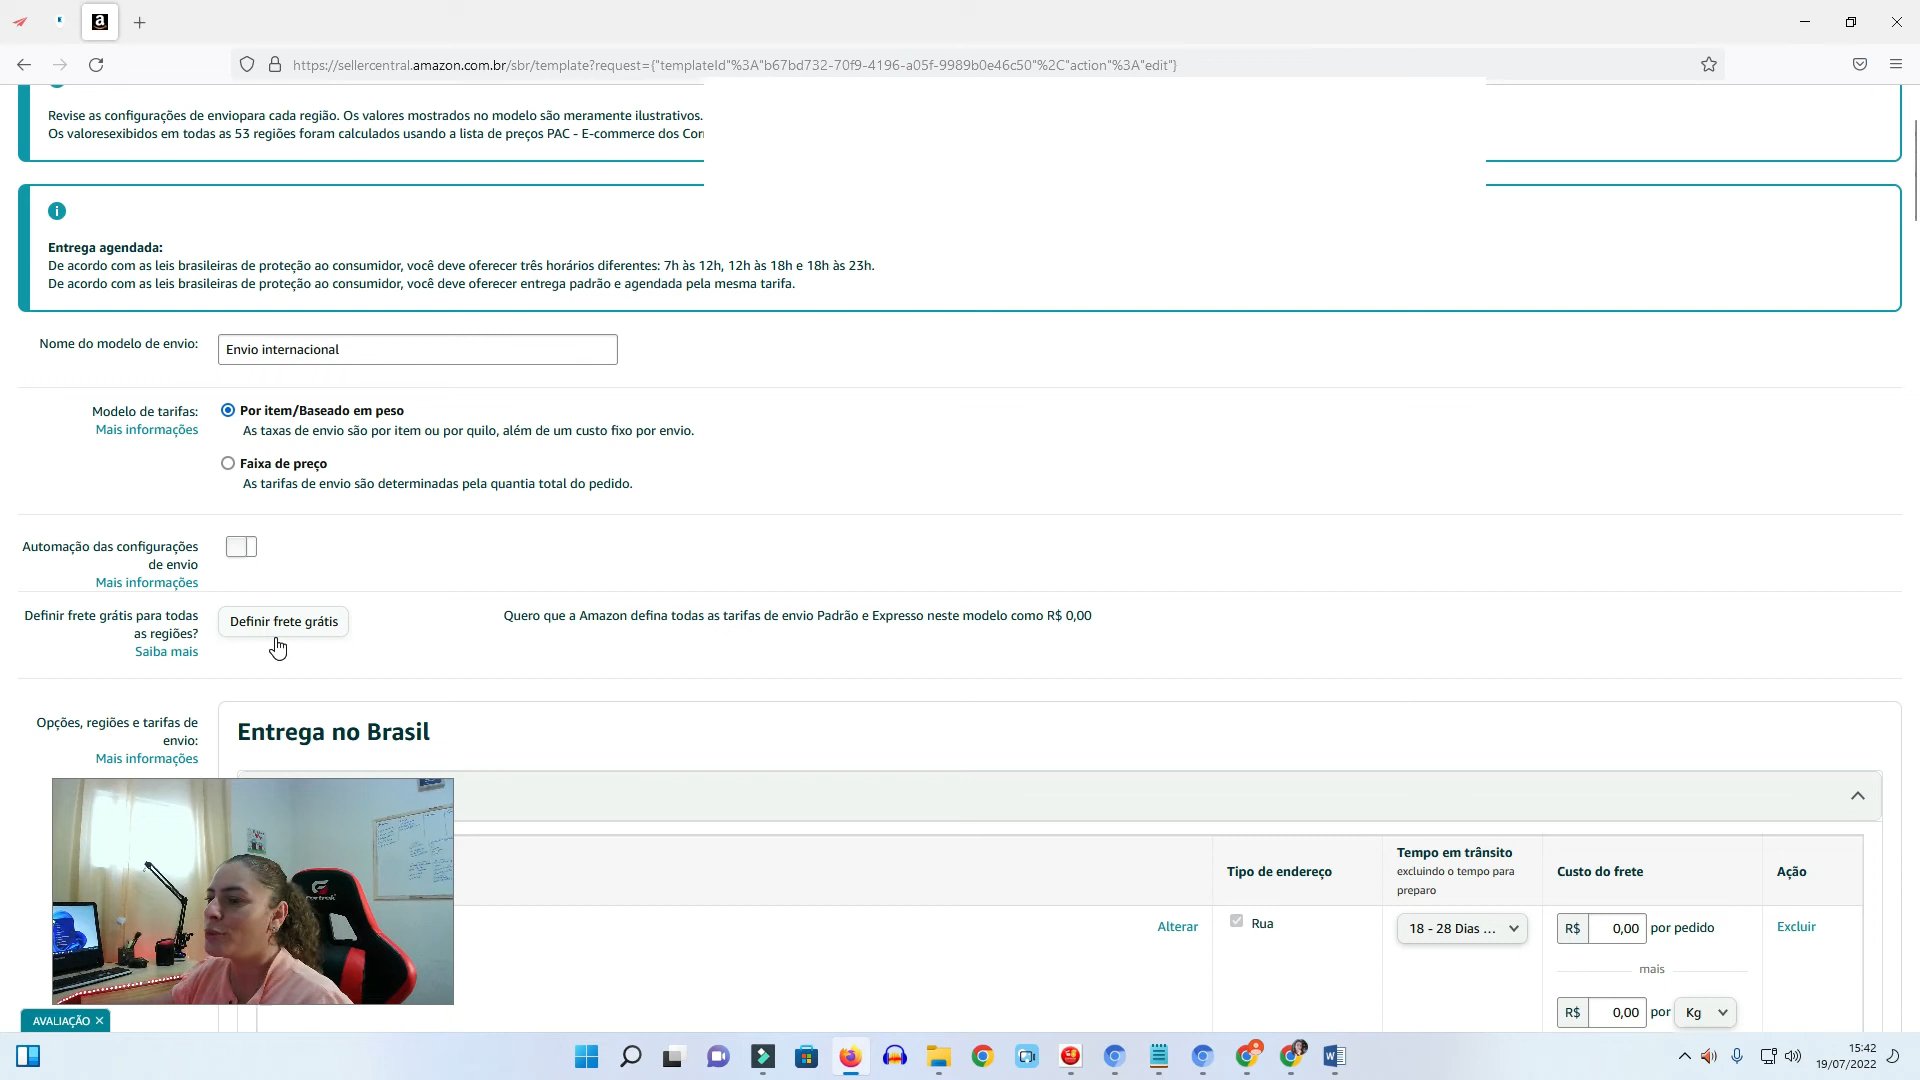 https://sellercentral.amazon.com.br/sbr/template?request={"templateId"%3A"b67bd732-70f9-4196-a05f-9989b0e46c50"%2C"action"%3A"edit"}
Revise as configurações de enviopara cada região. Os valores mostrados no modelo são meramente ilustrativos.
Os valoresexibidos em todas as 53 regiões foram calculados usando a lista de preços PAC - E-commerce dos Cor
Entrega agendada:
De acordo com as leis brasileiras de proteção ao consumidor, você deve oferecer três horários diferentes: 7h às 12h, 12h às 18h e 18h às 23h.
De acordo com as leis brasileiras de proteção ao consumidor, você deve oferecer entrega padrão e agendada pela mesma tarifa.
Nome do modelo de envio:
Envio internacional
Modelo de tarifas:
Mais informações
Por item/Baseado em peso
As taxas de envio são por item ou por quilo, além de um custo fixo por envio.
Faixa de preço
As tarifas de envio são determinadas pela quantia total do pedido.
Automação das configurações
de envio
Mais informações
Definir frete grátis para todas
as regiões?
Saiba mais
Definir frete grátis
Quero que a Amazon defina todas as tarifas de envio Padrão e Expresso neste modelo como R$ 0,00
Opções, regiões e tarifas de
envio:
Mais informações
Entrega no Brasil
Tipo de endereço
Tempo em trânsito
excluindo o tempo para
preparo
Custo do frete
Ação
Alterar
Rua
18 - 28 Dias ...
R$ 0,00 por pedido
Excluir
mais
R$ 0,00 por Kg
AVALIAÇÃO ×
15:42
19/07/2022